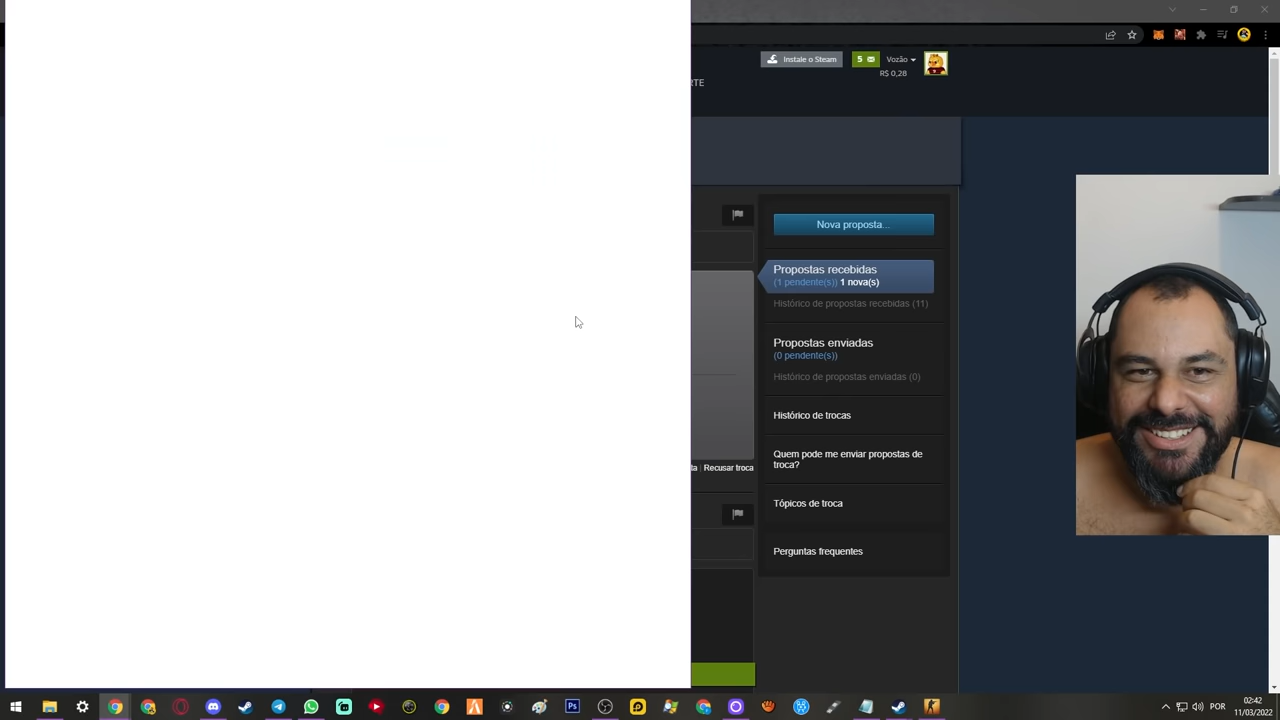 Instale o Steam
5
Vozão
R$ 0,28
RTE
Nova proposta...
Propostas recebidas
(1 pendente(s)) 1 nova(s)
Histórico de propostas recebidas (11)
Propostas enviadas
(0 pendente(s))
Histórico de propostas enviadas (0)
Histórico de trocas
Quem pode me enviar propostas de
troca?
ta | Recusar troca
Tópicos de troca
Perguntas frequentes
POR
02:42
11/03/2022